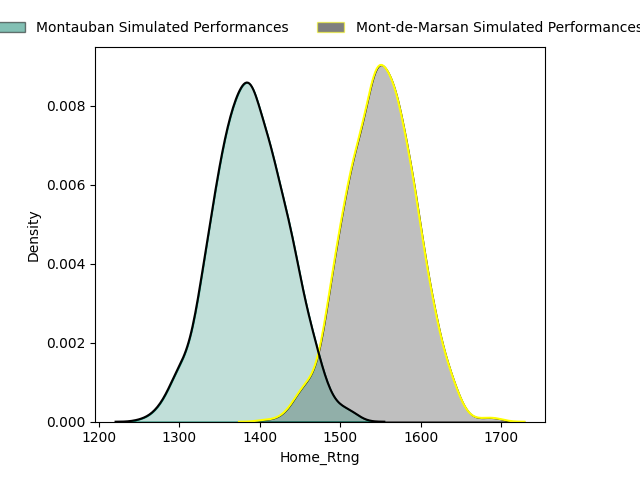 Montauban Simulated Performances Mont-de-Marsan Simulated Performances
0.008
0.006
0.004
0.002
0.000
Density
1200 1300 1400 1500 1600 1700
Home_Rtng